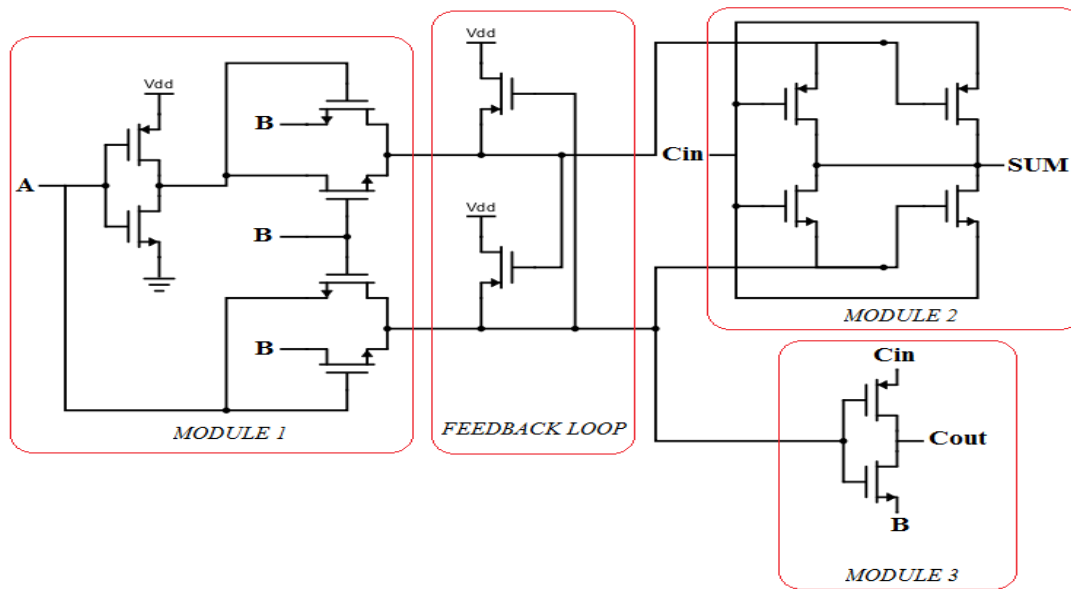 Vdd
A
B
B
B
MODULE 1
Vdd
Vdd
FEEDBACK LOOP
Cin
SUM
MODULE 2
Cin
Cout
B
MODULE 3